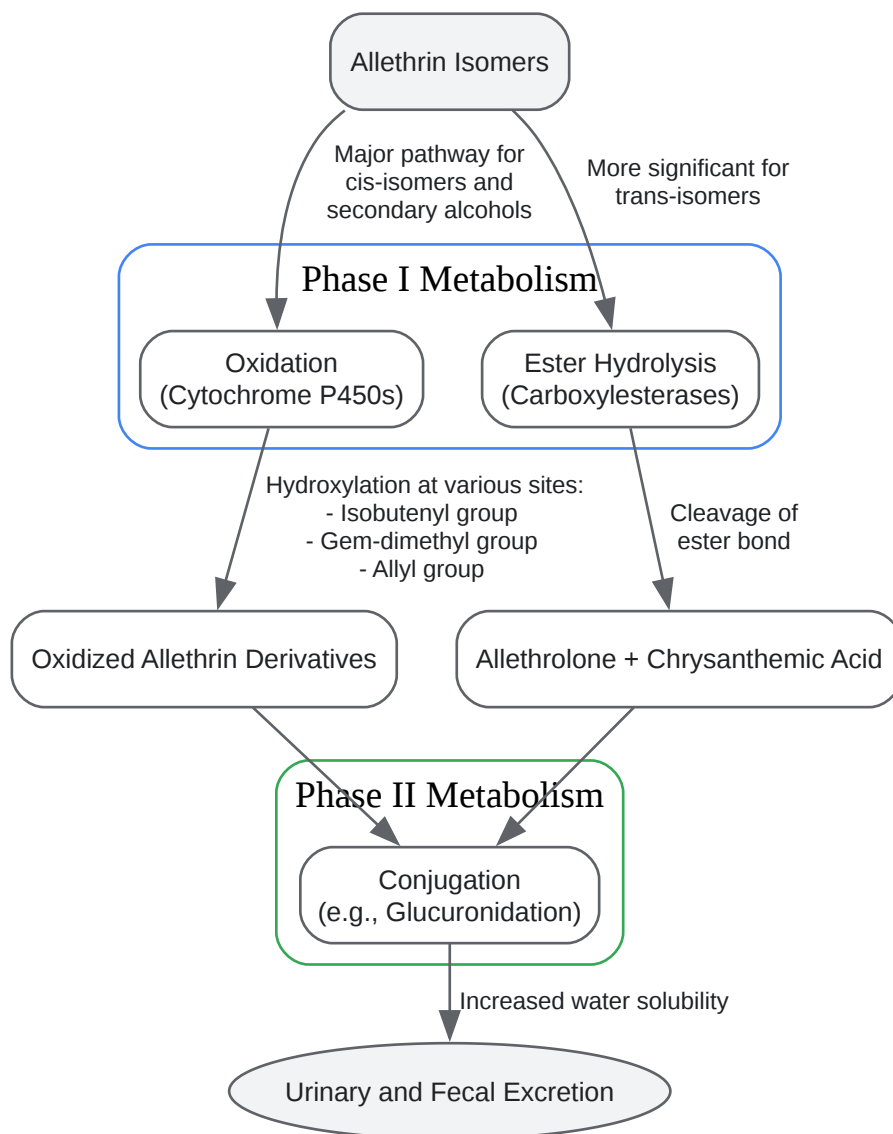 Allethrin Isomers
Major pathway for
cis-isomers and
secondary alcohols
More significant for
trans-isomers
Phase I Metabolism
Oxidation
(Cytochrome P450s)
Ester Hydrolysis
(Carboxylesterases)
Hydroxylation at various sites:
- Isobutenyl group
- Gem-dimethyl group
- Allyl group
Cleavage of
ester bond
Oxidized Allethrin Derivatives
Allethrolone + Chrysanthemic Acid
Phase II Metabolism
Conjugation
(e.g., Glucuronidation)
Increased water solubility
Urinary and Fecal Excretion